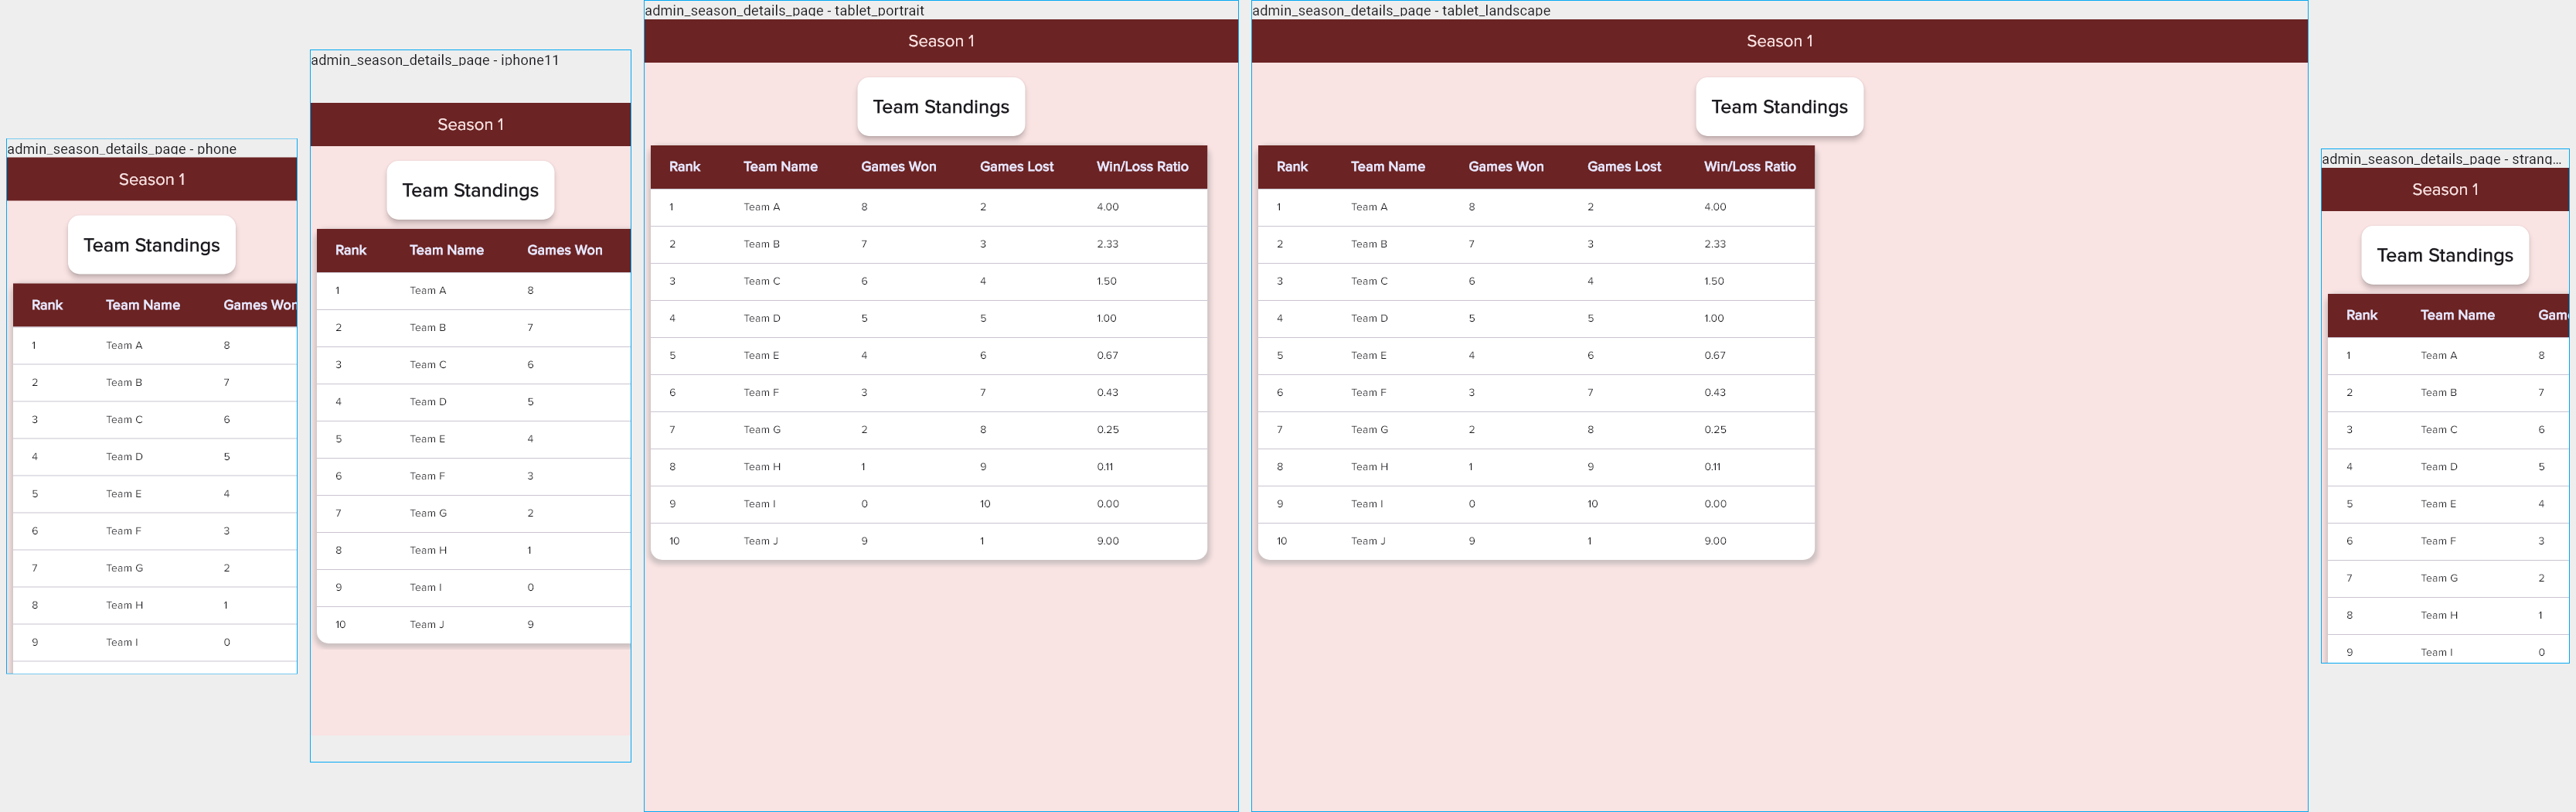 admin_season_details_page - phone
Season 1
Team Standings
Rank Team Name Games Won
1 Team A 8
2 Team B 7
3 Team C 6
4 Team D 5
5 Team E 4
6 Team F 3
7 Team G 2
8 Team H 1
9 Team I 0
admin_season_details_page - iphone11
Season 1
Team Standings
Rank Team Name Games Won
1 Team A 8
2 Team B 7
3 Team C 6
4 Team D 5
5 Team E 4
6 Team F 3
7 Team G 2
8 Team H 1
9 Team I 0
10 Team J 9
admin_season_details_page - tablet_portrait
Season 1
Team Standings
Rank Team Name Games Won Games Lost Win/Loss Ratio
1 Team A 8 2 4.00
2 Team B 7 3 2.33
3 Team C 6 4 1.50
4 Team D 5 5 1.00
5 Team E 4 6 0.67
6 Team F 3 7 0.43
7 Team G 2 8 0.25
8 Team H 1 9 0.11
9 Team I 0 10 0.00
10 Team J 9 1 9.00
admin_season_details_page - tablet_landscape
Season 1
Team Standings
Rank Team Name Games Won Games Lost Win/Loss Ratio
1 Team A 8 2 4.00
2 Team B 7 3 2.33
3 Team C 6 4 1.50
4 Team D 5 5 1.00
5 Team E 4 6 0.67
6 Team F 3 7 0.43
7 Team G 2 8 0.25
8 Team H 1 9 0.11
9 Team I 0 10 0.00
10 Team J 9 1 9.00
admin_season_details_page - strang...
Season 1
Team Standings
Rank Team Name Gam
1 Team A 8
2 Team B 7
3 Team C 6
4 Team D 5
5 Team E 4
6 Team F 3
7 Team G 2
8 Team H 1
9 Team I 0